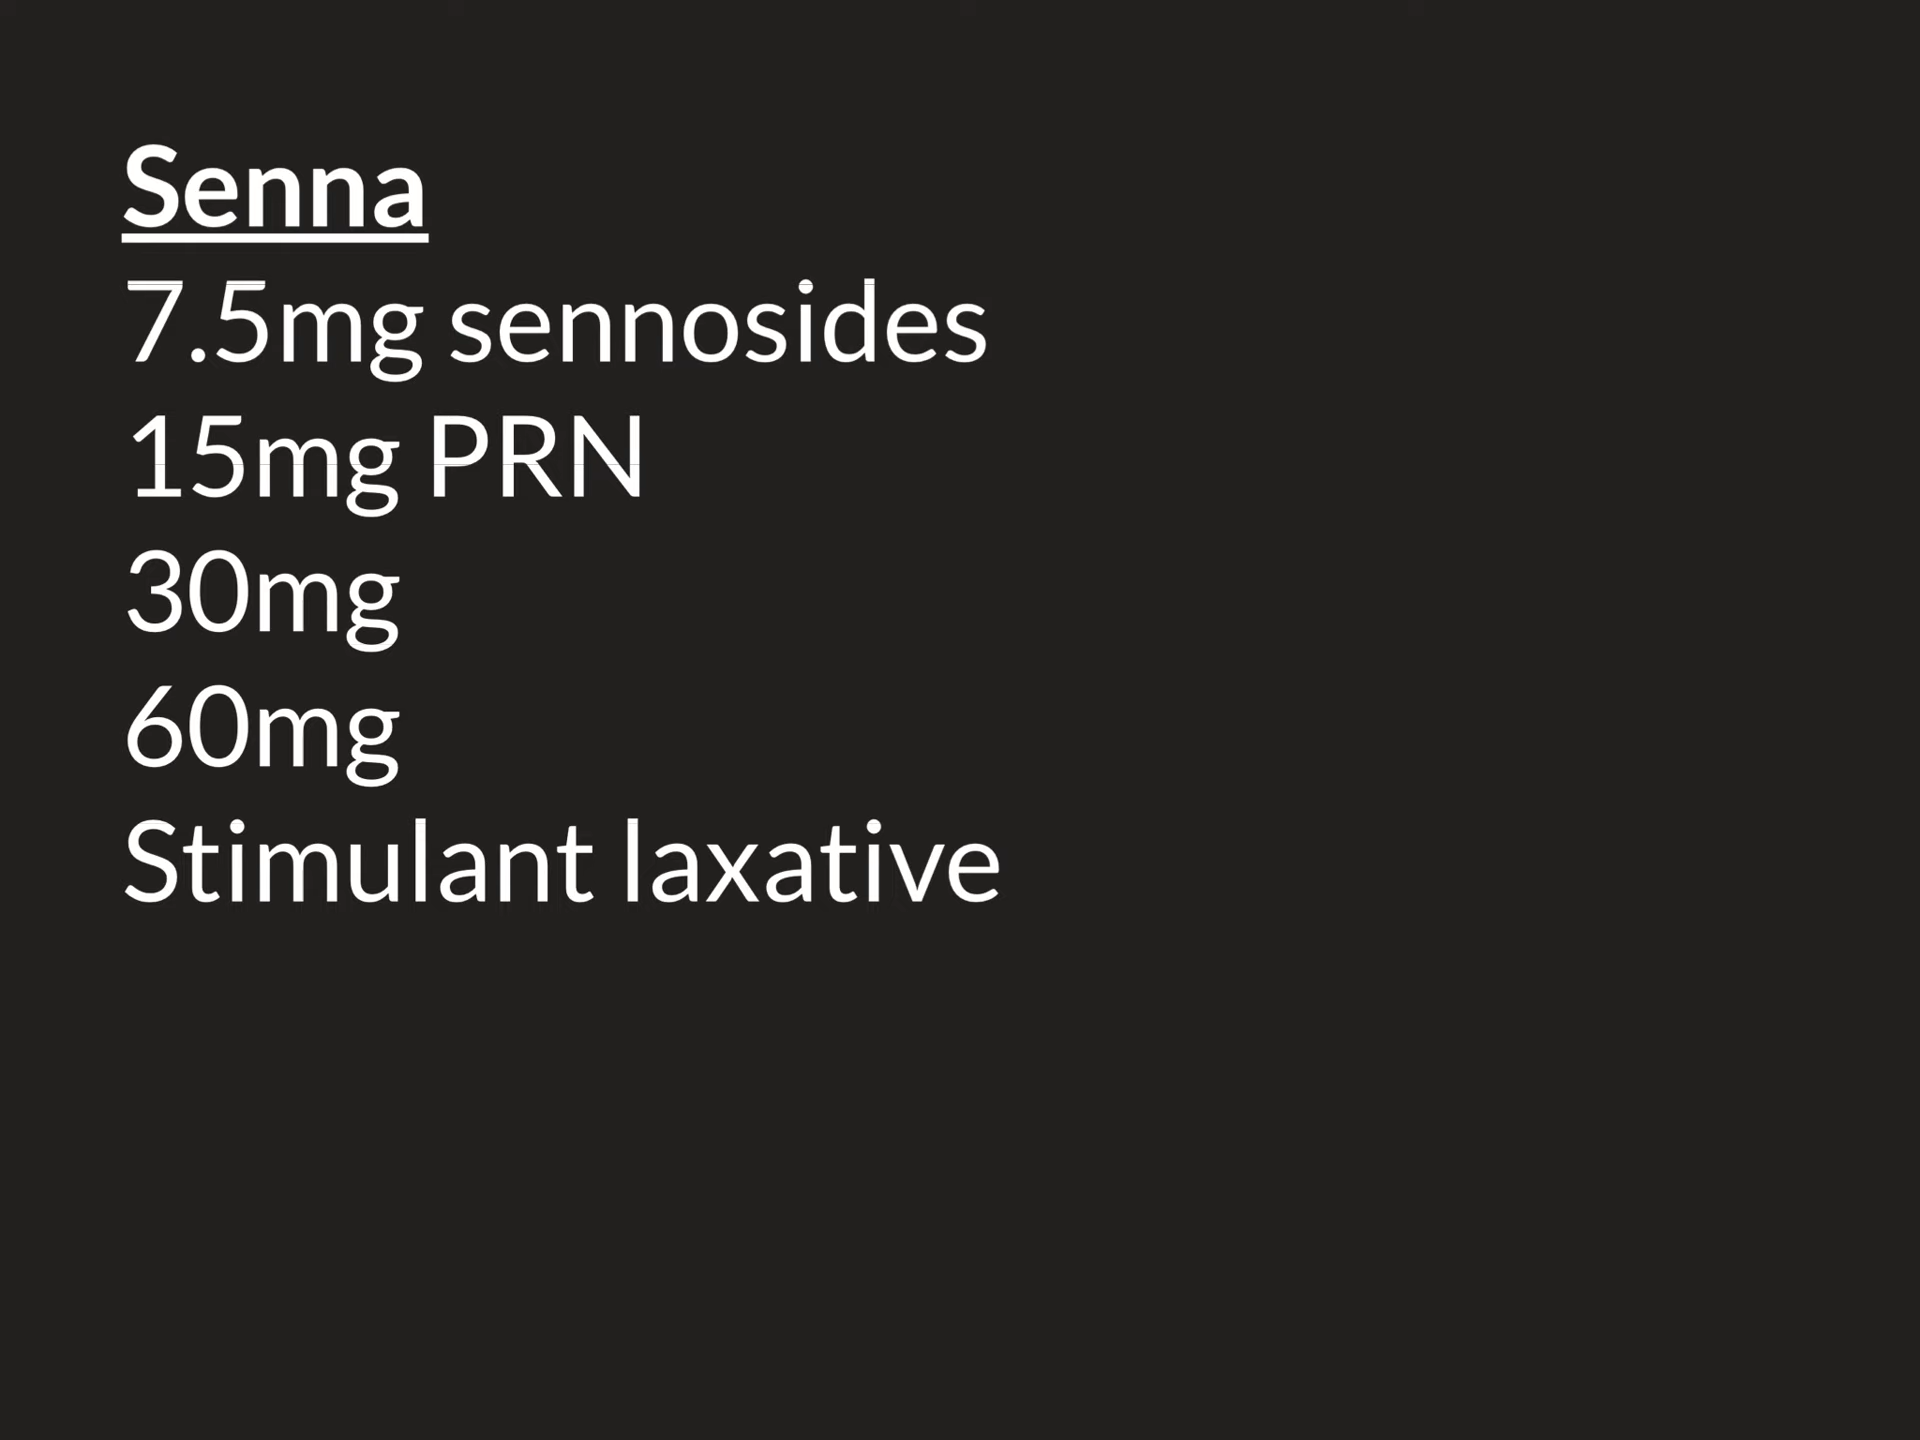 Senna
7.5mg sennosides
15mg PRN
30mg
60mg
Stimulant laxative